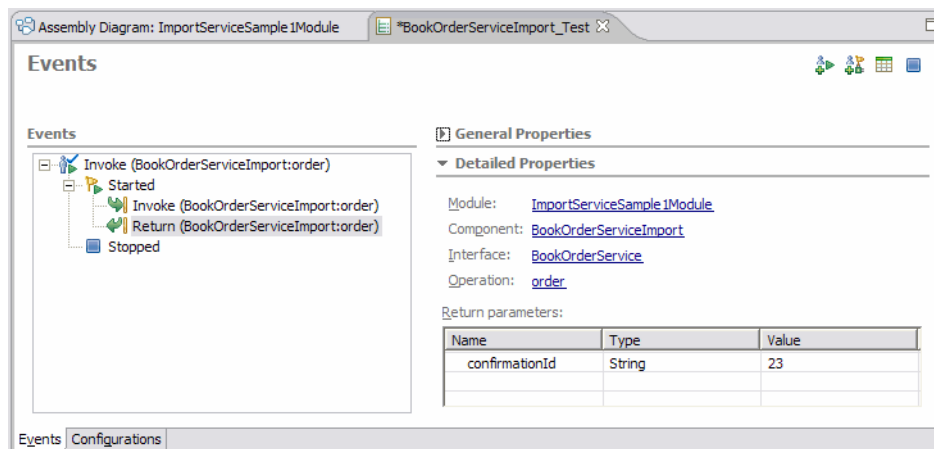 Assembly Diagram: ImportServiceSample1Module
*BookOrderServiceImport_Test
Events
Events
Invoke (BookOrderServiceImport:order)
Started
Invoke (BookOrderServiceImport:order)
Return (BookOrderServiceImport:order)
Stopped
General Properties
Detailed Properties
Module: ImportServiceSample1Module
Component: BookOrderServiceImport
Interface: BookOrderService
Operation: order
Return parameters:
Name Type Value
confirmationId String 23
Events Configurations